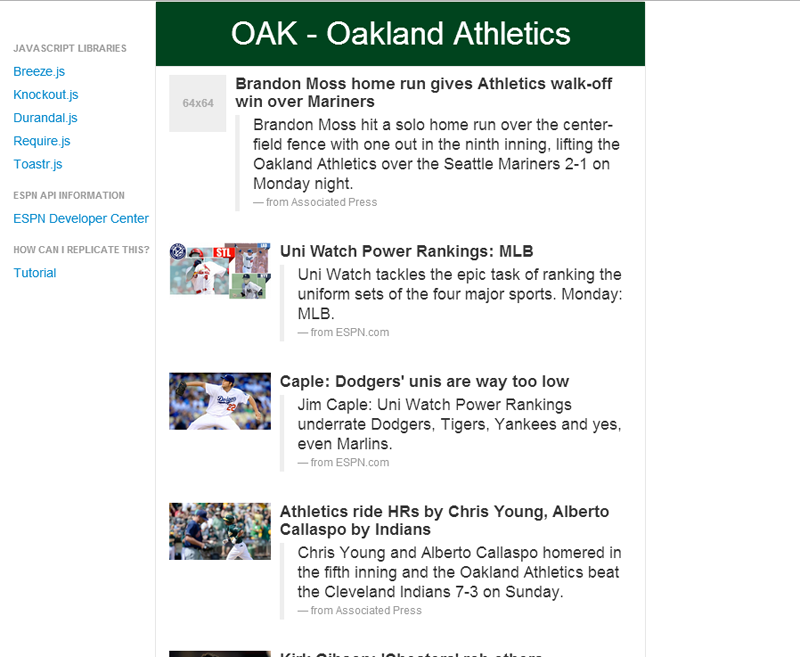 JAVASCRIPT LIBRARIES
Breeze.js
Knockout.js
Durandal.js
Require.js
Toastr.js
ESPN API INFORMATION
ESPN Developer Center
HOW CAN I REPLICATE THIS?
Tutorial
OAK - Oakland Athletics
64x64
Brandon Moss home run gives Athletics walk-off
win over Mariners
Brandon Moss hit a solo home run over the center-
field fence with one out in the ninth inning, lifting the
Oakland Athletics over the Seattle Mariners 2-1 on
Monday night.
— from Associated Press
STL
Uni Watch Power Rankings: MLB
Uni Watch tackles the epic task of ranking the
uniform sets of the four major sports. Monday:
MLB.
— from ESPN.com
Dodgers
22
Caple: Dodgers' unis are way too low
Jim Caple: Uni Watch Power Rankings
underrate Dodgers, Tigers, Yankees and yes,
even Marlins.
— from ESPN.com
Athletics ride HRs by Chris Young, Alberto
Callaspo by Indians
Chris Young and Alberto Callaspo homered in
the fifth inning and the Oakland Athletics beat
the Cleveland Indians 7-3 on Sunday.
— from Associated Press